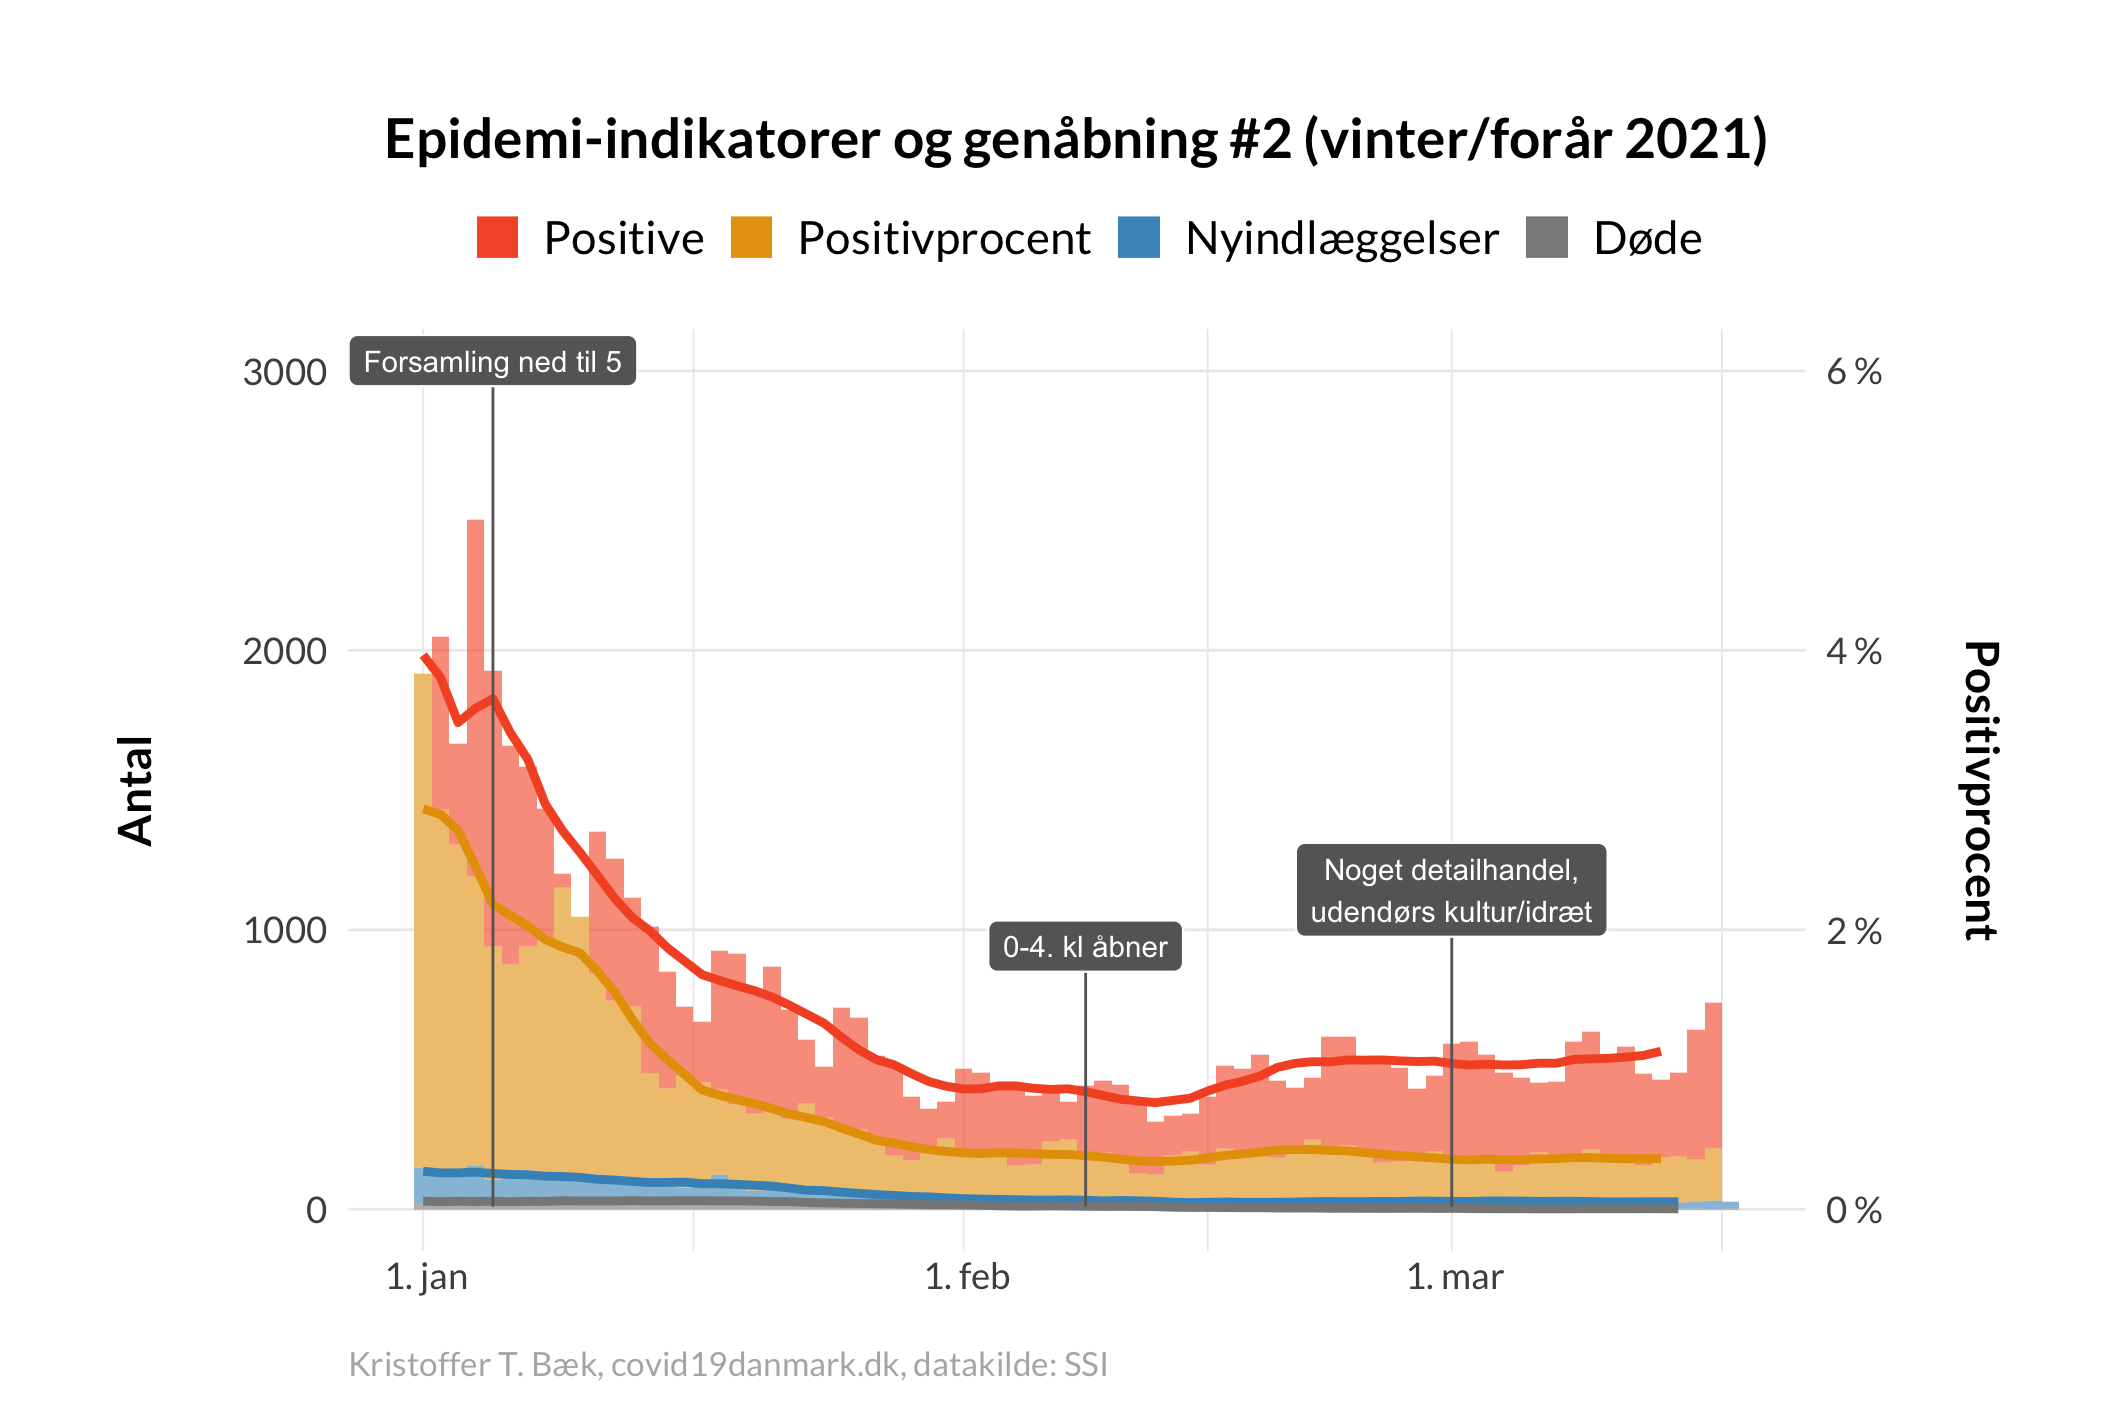 Epidemi-indikatorer og genåbning #2 (vinter/forår 2021)
Positive Positivprocent Nyindlæggelser Døde
3000
2000
1000
0
Antal
6 %
4 %
2 %
0 %
Positivprocent
Forsamling ned til 5
0-4. kl åbner
Noget detailhandel,
udendørs kultur/idræt
1. jan 1. feb 1. mar
Kristoffer T. Bæk, covid19danmark.dk, datakilde: SSI